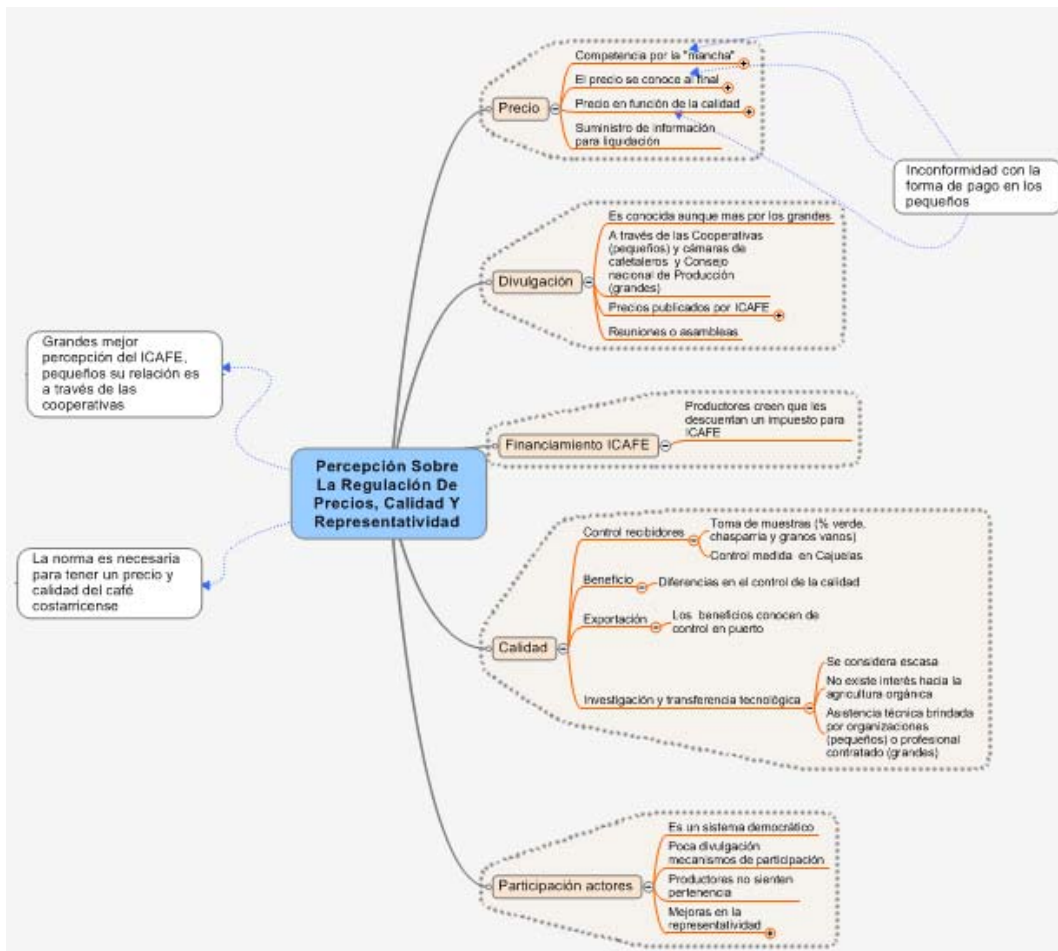 Competencia por la "mancha"
El precio se conoce al final
Precio
Precio en función de la calidad
Suministro de información
para liquidación
Inconformidad con la
forma de pago en los
pequeños
Es conocida aunque mas por los grandes
A través de las Cooperativas
(pequeños) y cámaras de
cafetaleros y Consejo
nacional de Producción
(grandes)
Divulgación
Precios publicados por ICAFE
Reuniones o asambleas
Grandes mejor
percepción del ICAFE,
pequeños su relación es
a través de las
cooperativas
Productores creen que les
descuentan un impuesto para
ICAFE
Financiamiento ICAFE
Percepción Sobre
La Regulación De
Precios, Calidad Y
Representatividad
La norma es necesaria
para tener un precio y
calidad del café
costarricense
Control recibidores
Toma de muestras (% verde,
chasparria y granos vanos)
Control medida en Cajuelas
Beneficio
Diferencias en el control de la calidad
Exportación
Los beneficios conocen de
control en puerto
Calidad
Investigación y transferencia tecnológica
Se considera escasa
No existe interés hacia la
agricultura orgánica
Asistencia técnica brindada
por organizaciones
(pequeños) o profesional
contratado (grandes)
Es un sistema democrático
Poca divulgación
mecanismos de participación
Participación actores
Productores no sienten
pertenencia
Mejoras en la
representatividad